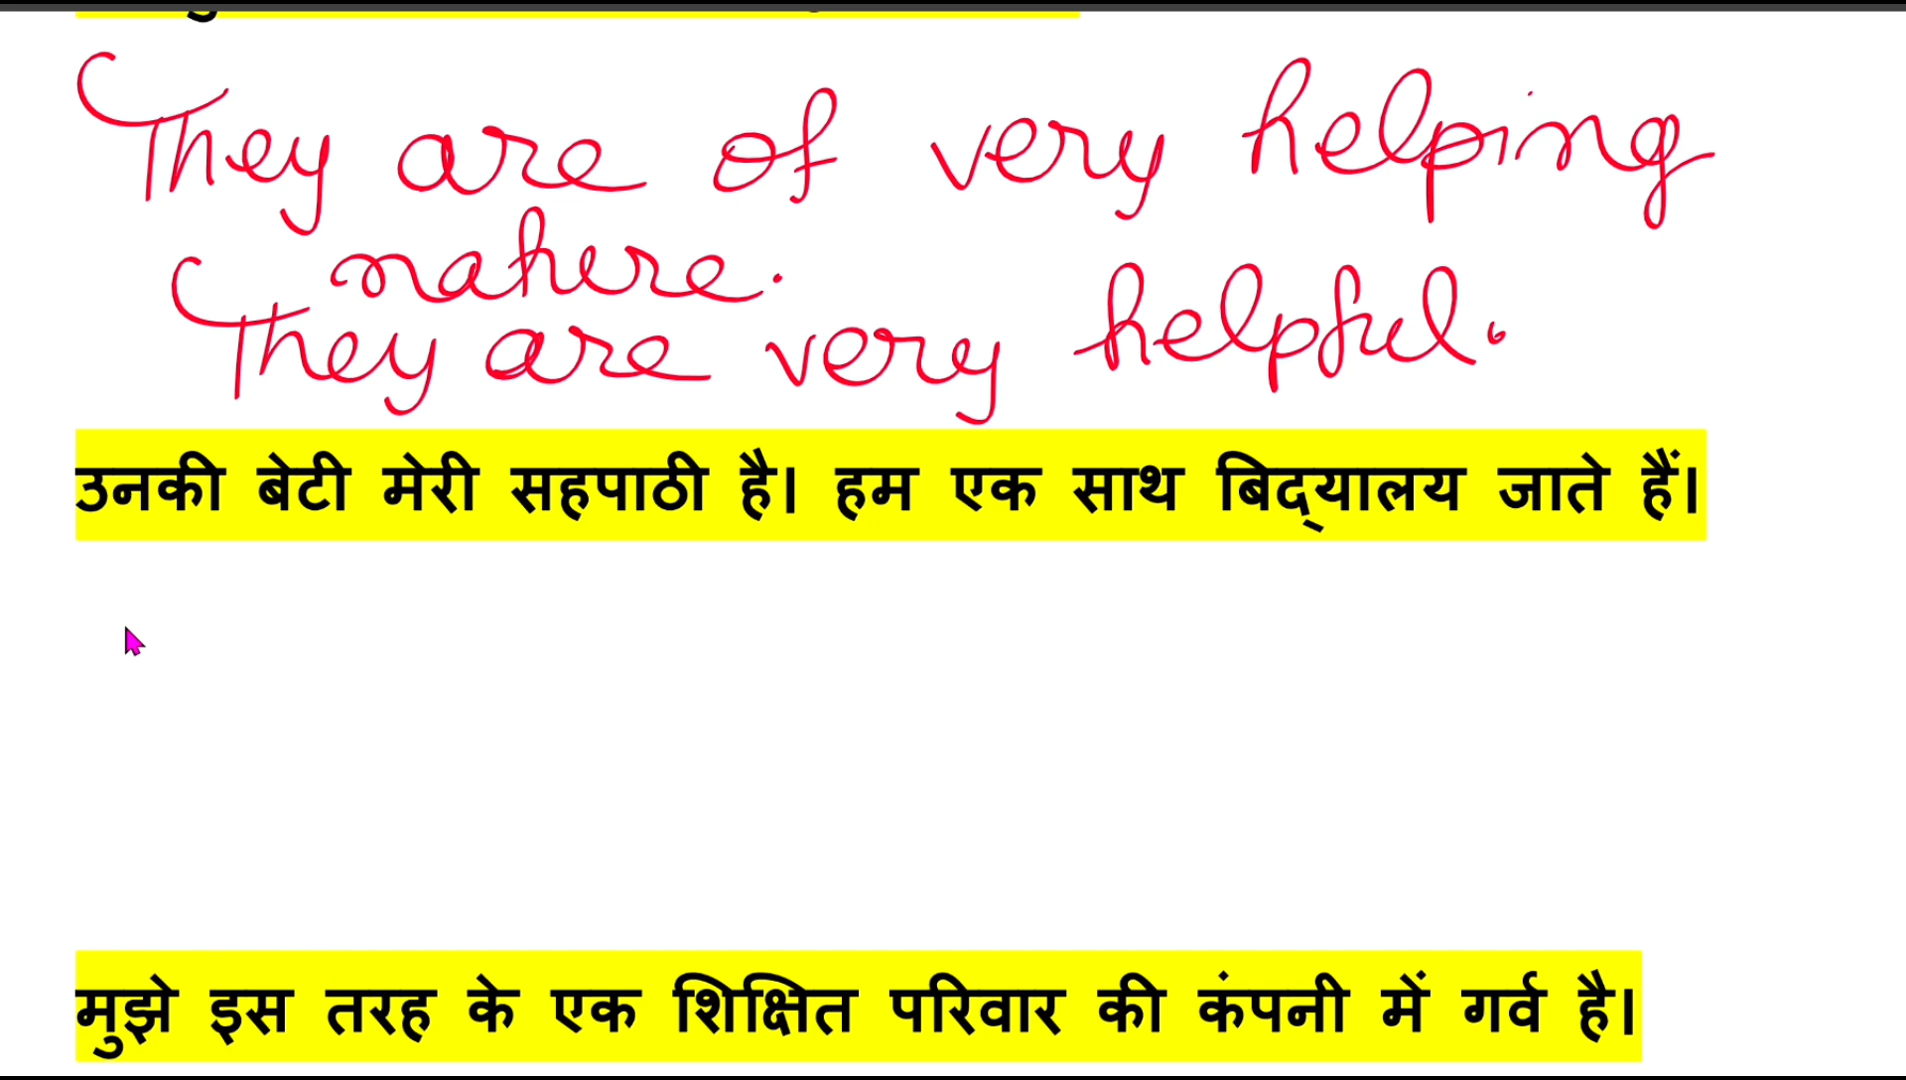 They are of very helping
nature.
They are very helpful.
उनकी बेटी मेरी सहपाठी है। हम एक साथ बिद्यालय जाते हैं।
मुझे इस तरह के एक शिक्षित परिवार की कंपनी में गर्व है।